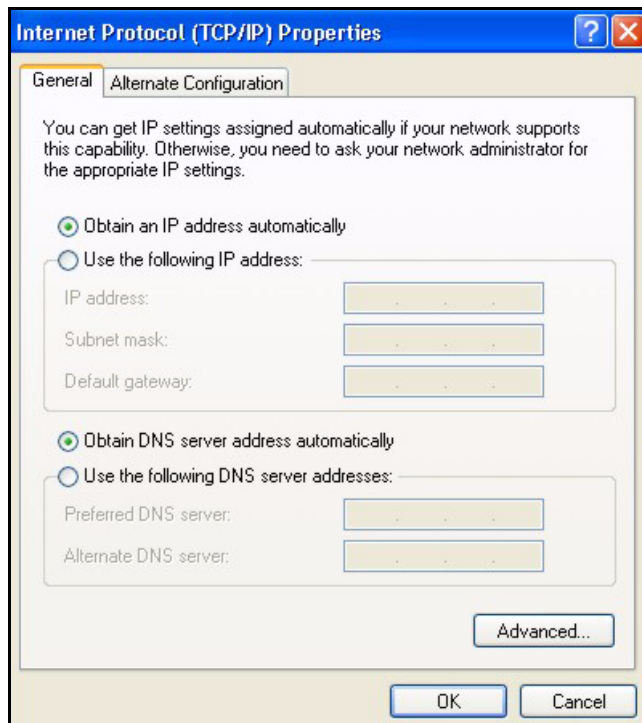 Internet Protocol (TCP/IP) Properties
General
Alternate Configuration
You can get IP settings assigned automatically if your network supports
this capability. Otherwise, you need to ask your network administrator for
the appropriate IP settings.
Obtain an IP address automatically
Use the following IP address:
IP address:
Subnet mask:
Default gateway:
Obtain DNS server address automatically
Use the following DNS server addresses:
Preferred DNS server:
Alternate DNS server:
Advanced...
OK
Cancel